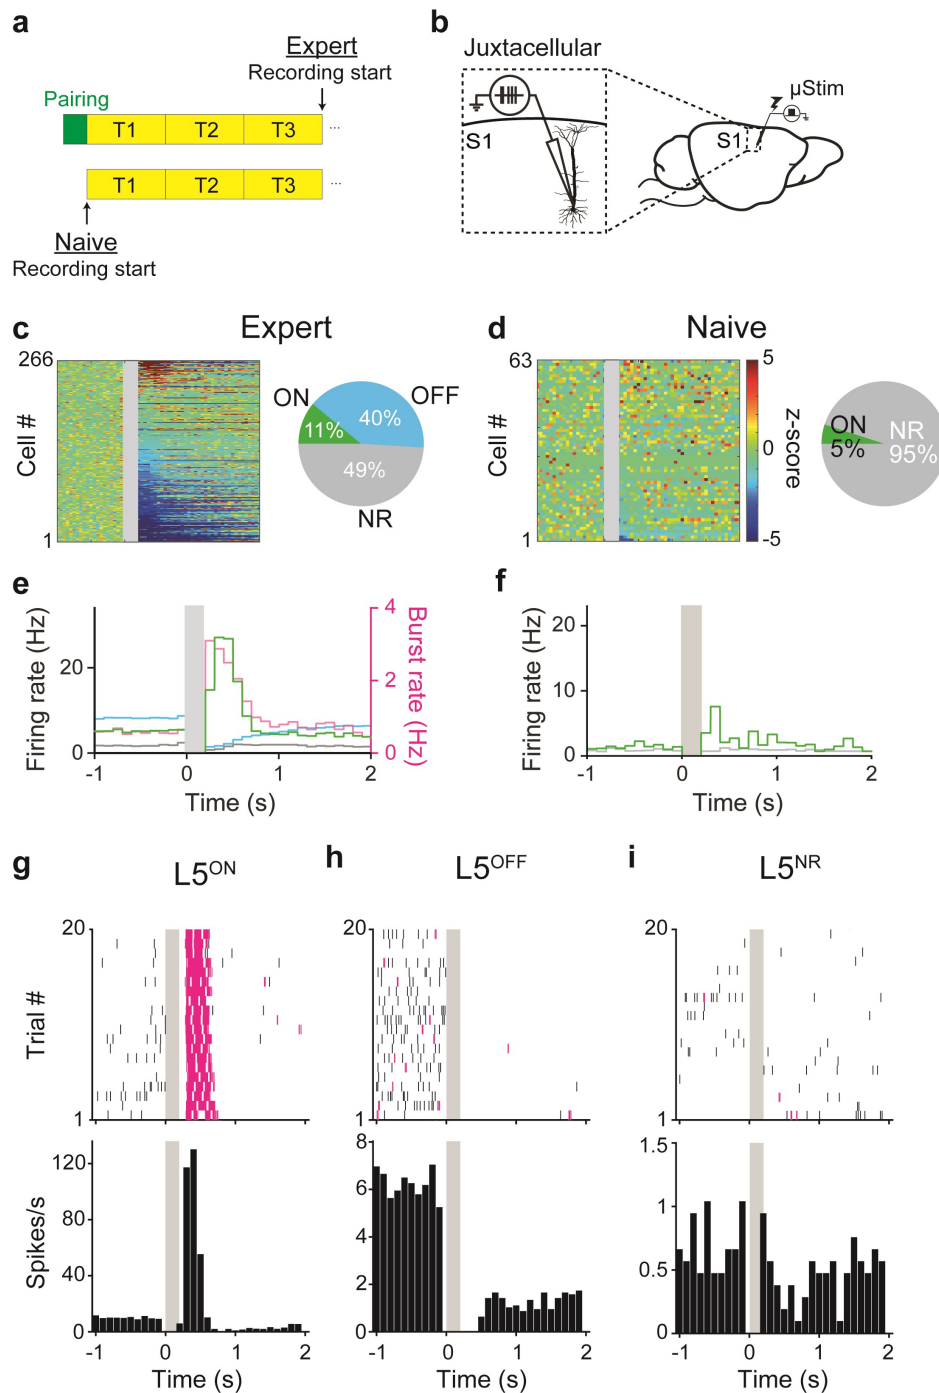 a
Expert
Recording start
Pairing
T1 T2 T3 ...
T1 T2 T3 ...
Naive
Recording start
b
Juxtacellular
S1
µStim
S1
c
Expert
Cell #
266
1
ON
OFF
11%
40%
49%
NR
d
Naive
Cell #
63
1
5
0
-5
z-score
ON
5%
NR
95%
e
Firing rate (Hz)
20
0
4
2
0
Burst rate (Hz)
-1 0 1 2
Time (s)
f
Firing rate (Hz)
20
10
0
-1 0 1 2
Time (s)
g
L5ON
Trial #
20
1
Spikes/s
120
80
40
0
-1 0 1 2
Time (s)
h
L5OFF
20
1
8
6
4
2
0
-1 0 1 2
Time (s)
i
L5NR
20
1
1.5
1
0.5
0
-1 0 1 2
Time (s)